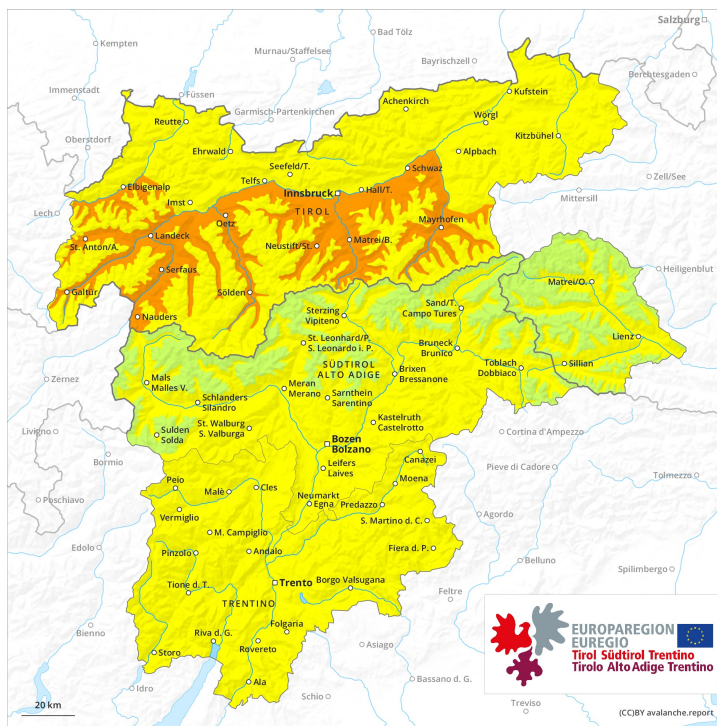 Salzburg
Kempten
Bad Tölz
Murnau/Staffelsee
Bayrischzell
Berchtesgaden
Immenstadt
Füssen
Garmisch-Partenkirchen
Achenkirch
Kufstein
Reutte
Wörgl
Oberstdorf
Ehrwald
Kitzbühel
Alpbach
Seefeld/T.
Schwaz
Zell/See
Telfs
Elbigenalp
Innsbruck
Hall/T.
Mittersill
Imst
Lech
TIROL
Oetz
Mayrhofen
St. Anton/A.
Landeck
Neustift/St.
Matrei/B.
Serfaus
Heiligenblut
Galtür
Sölden
Matrei/O.
Nauders
Sterzing
Vipiteno
Sand/T.
Campo Tures
Lienz
St. Leonhard/P.
S. Leonardo i. P.
Bruneck
Brunico
Sillian
Zernez
SÜDTIROL
ALTO ADIGE
Toblach
Dobbiaco
Mals
Malles V.
Meran
Merano
Brixen
Bressanone
Schlanders
Silandro
Sarnthein
Sarentino
Livigno
St. Walburg
S. Valburga
Kastelruth
Castelrotto
Sulden
Solda
Cortina d'Ampezzo
Bozen
Bolzano
Bormio
Canazei
Pieve di Cadore
Leifers
Laives
Tolmezzo
Peio
Malè
Cles
Moena
Poschiavo
Neumarkt
Egna
Predazzo
Vermiglio
Agordo
S. Martino d. C.
M. Campiglio
Edolo
Pinzolo
Andalo
Fiera d. P.
Belluno
Spilimbergo
Tione d. T.
Trento
Borgo Valsugana
Feltre
TRENTINO
Folgaria
Bienno
Riva d. G.
Rovereto
Asiago
Storo
Bassano d. G.
Ala
Idro
Schio
Treviso
EUROPAREGION
EUREGIO
Tirol Südtirol Trentino
Tirolo Alto Adige Trentino
20 km
(CC)BY avalanche.report